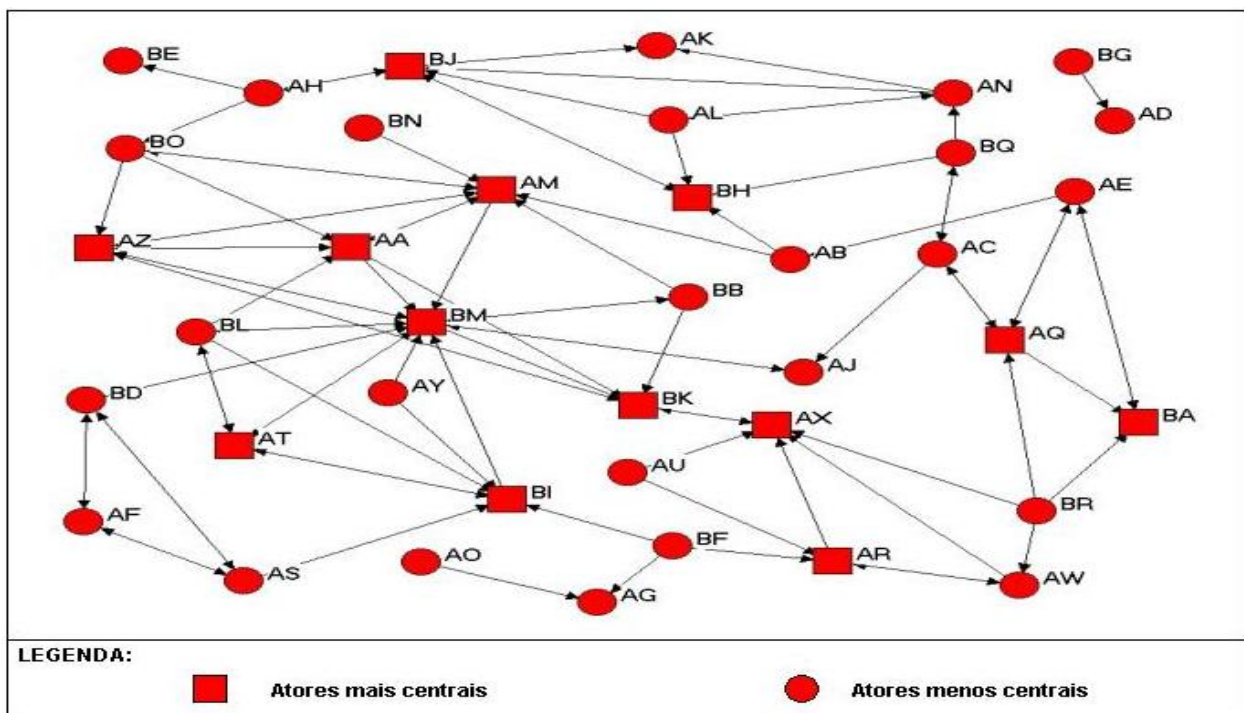 BE
BJ
AK
BG
AH
AN
AL
AD
BN
BO
BQ
AM
BH
AE
AZ
AA
AB
AC
BB
BL
BM
AQ
AJ
BD
AY
BK
AX
BA
AT
AU
BI
BR
AF
BF
AO
AR
AS
AG
AW
LEGENDA:
Atores mais centrais
Atores menos centrais